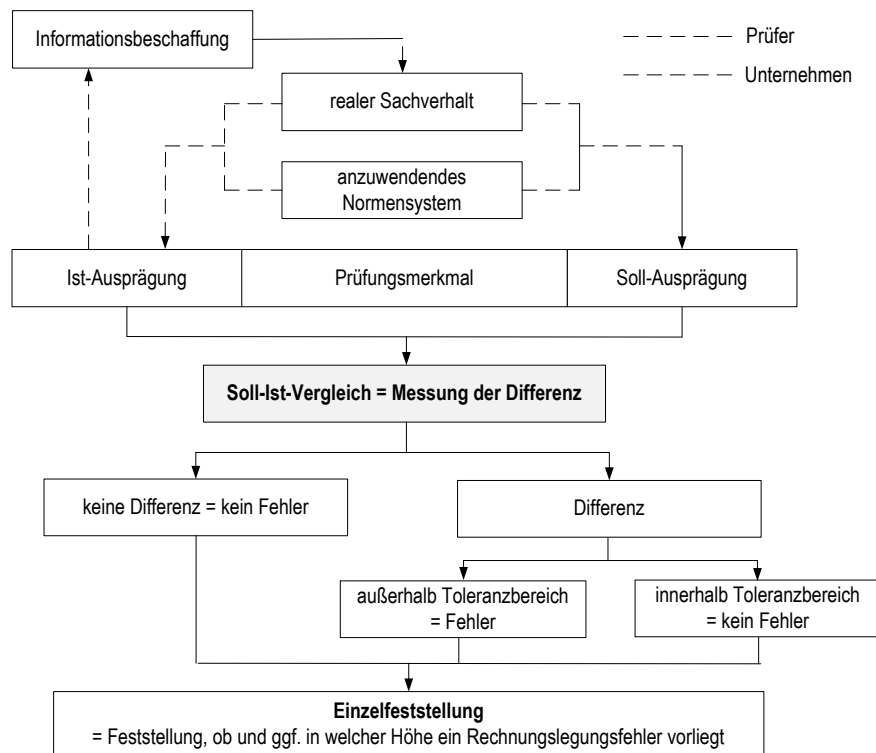 Informationsbeschaffung
Prüfer
Unternehmen
realer Sachverhalt
anzuwendendes
Normensystem
Ist-Ausprägung
Prüfungsmerkmal
Soll-Ausprägung
Soll-Ist-Vergleich = Messung der Differenz
keine Differenz = kein Fehler
Differenz
außerhalb Toleranzbereich
= Fehler
innerhalb Toleranzbereich
= kein Fehler
Einzelfeststellung
= Feststellung, ob und ggf. in welcher Höhe ein Rechnungslegungsfehler vorliegt